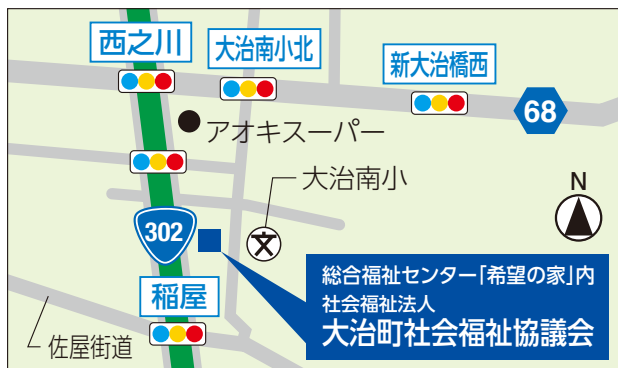 西之川
大治南小北
新大治橋西
68
アオキスーパー
大治南小
文
N
302
稲屋
佐屋街道
総合福祉センター「希望の家」内
社会福祉法人
大治町社会福祉協議会